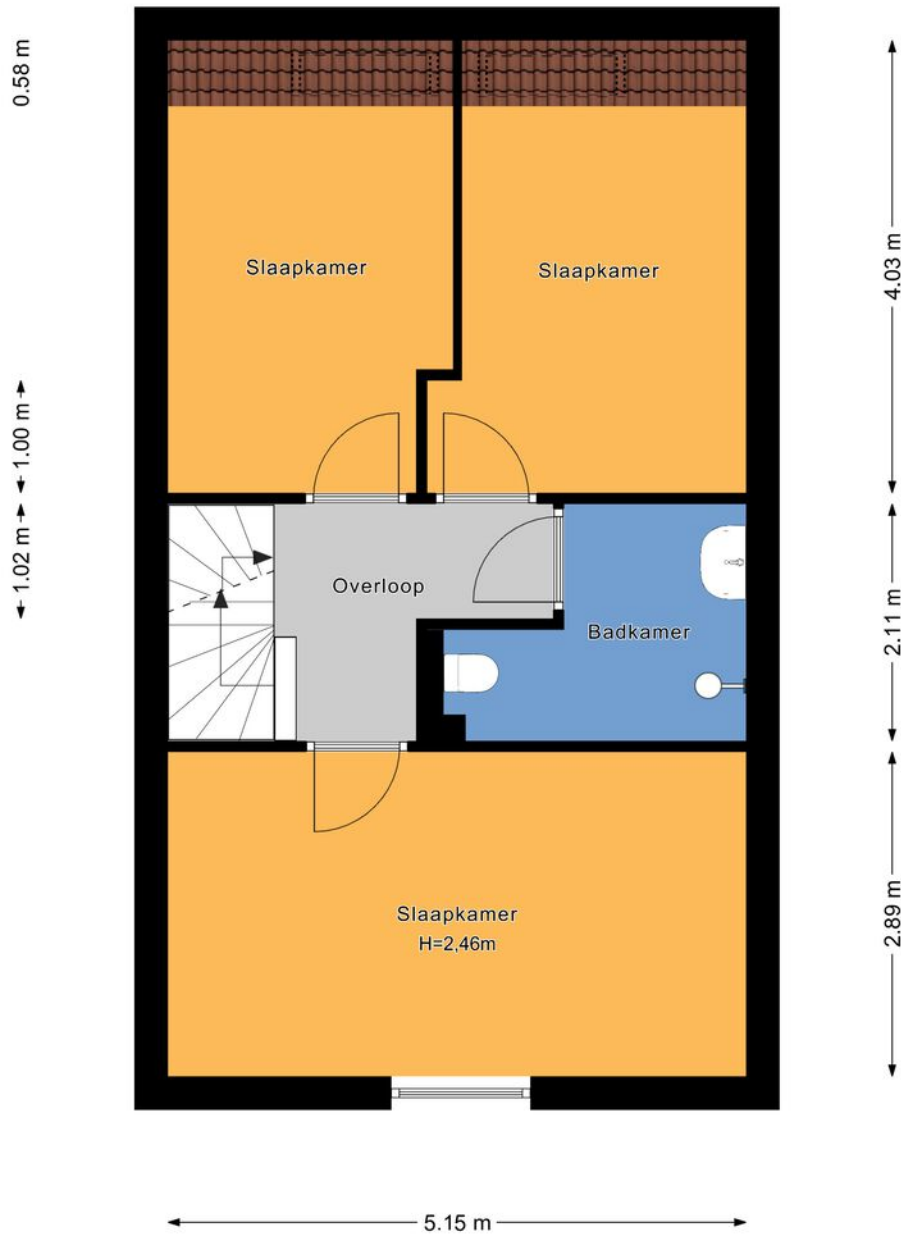 0.58 m
4.03 m
Slaapkamer
Slaapkamer
1.00 m
1.02 m
Overloop
Badkamer
2.11 m
Slaapkamer
H=2,46m
2.89 m
5.15 m